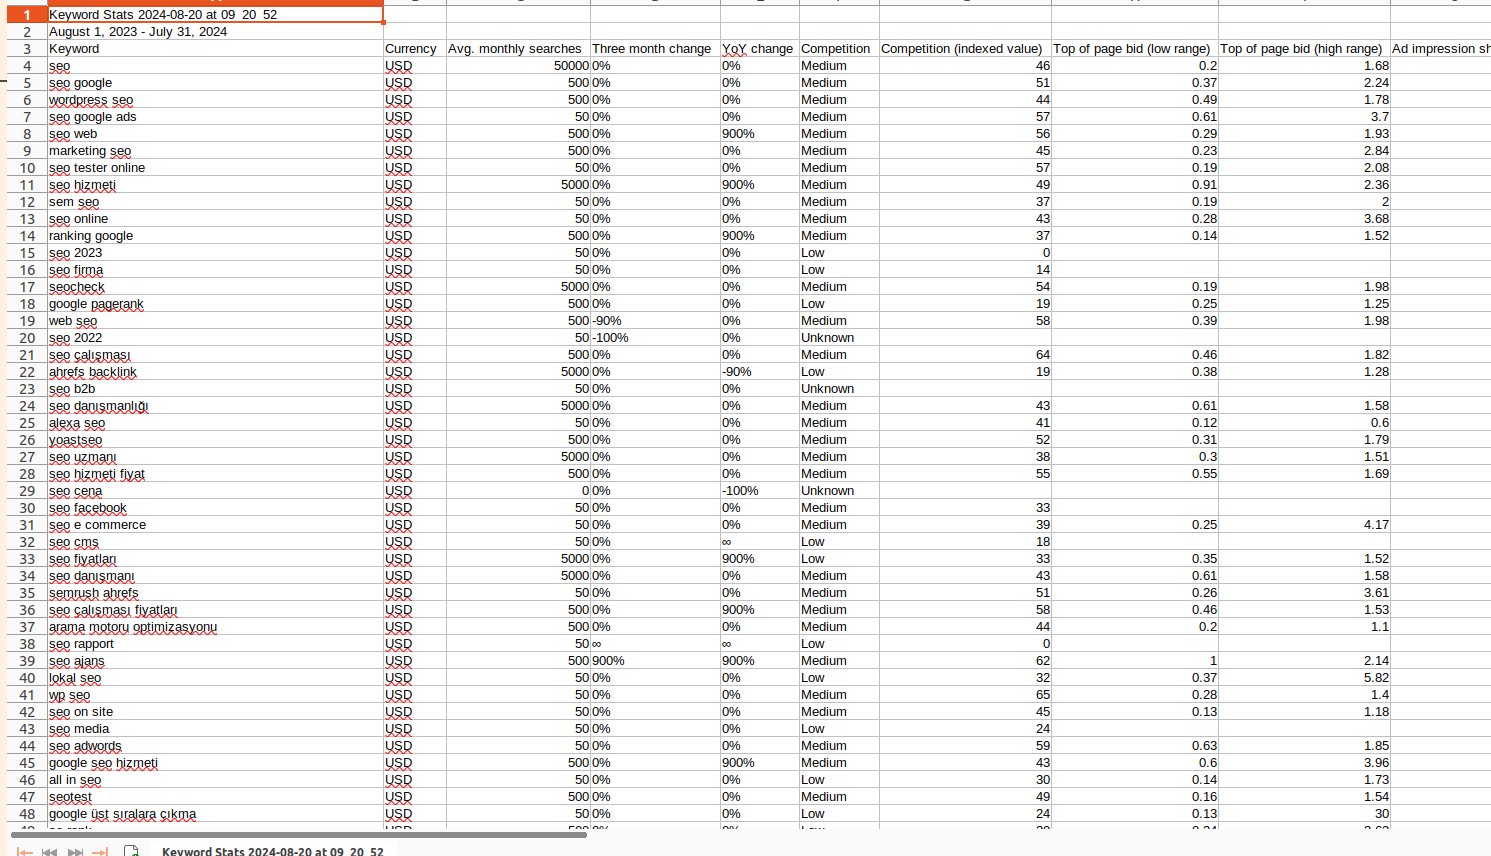 1 Keyword Stats 2024-08-20 at 09_20_52
2 August 1, 2023 - July 31, 2024
3 Keyword Currency Avg. monthly searches Three month change YoY change Competition Competition (indexed value) Top of page bid (low range) Top of page bid (high range) Ad impression sh
4 seo USD 50000 0% 0% Medium 46 0.2 1.68
5 seo google USD 500 0% 0% Medium 51 0.37 2.24
6 wordpress seo USD 500 0% 0% Medium 44 0.49 1.78
7 seo google ads USD 50 0% 0% Medium 57 0.61 3.7
8 seo web USD 500 0% 900% Medium 56 0.29 1.93
9 marketing seo USD 500 0% 0% Medium 45 0.23 2.84
10 seo tester online USD 50 0% 0% Medium 57 0.19 2.08
11 seo hizmeti USD 5000 0% 900% Medium 49 0.91 2.36
12 sem seo USD 50 0% 0% Medium 37 0.19 2
13 seo online USD 50 0% 0% Medium 43 0.28 3.68
14 ranking google USD 500 0% 900% Medium 37 0.14 1.52
15 seo 2023 USD 50 0% 0% Low 0
16 seo firma USD 50 0% 0% Low 14
17 seocheck USD 5000 0% 0% Medium 54 0.19 1.98
18 google pagerank USD 500 0% 0% Low 19 0.25 1.25
19 web seo USD 500 -90% 0% Medium 58 0.39 1.98
20 seo 2022 USD 50 -100% 0% Unknown
21 seo çalışması USD 500 0% 0% Medium 64 0.46 1.82
22 ahrefs backlink USD 5000 0% -90% Low 19 0.38 1.28
23 seo b2b USD 50 0% 0% Unknown
24 seo danışmanlığı USD 5000 0% 0% Medium 43 0.61 1.58
25 alexa seo USD 50 0% 0% Medium 41 0.12 0.6
26 yoastseo USD 500 0% 0% Medium 52 0.31 1.79
27 seo uzmanı USD 5000 0% 0% Medium 38 0.3 1.51
28 seo hizmeti fiyat USD 500 0% 0% Medium 55 0.55 1.69
29 seo cena USD 0 0% -100% Unknown
30 seo facebook USD 50 0% 0% Medium 33
31 seo e commerce USD 50 0% 0% Medium 39 0.25 4.17
32 seo cms USD 50 0% ∞ Low 18
33 seo fiyatları USD 5000 0% 900% Low 33 0.35 1.52
34 seo danışmanı USD 5000 0% 0% Medium 43 0.61 1.58
35 semrush ahrefs USD 50 0% 0% Medium 51 0.26 3.61
36 seo çalışması fiyatları USD 500 0% 900% Medium 58 0.46 1.53
37 arama motoru optimizasyonu USD 500 0% 0% Medium 44 0.2 1.1
38 seo rapport USD 50 ∞ ∞ Low 0
39 seo ajans USD 500 900% 900% Medium 62 1 2.14
40 lokal seo USD 50 0% 0% Low 32 0.37 5.82
41 wp seo USD 50 0% 0% Medium 65 0.28 1.4
42 seo on site USD 50 0% 0% Medium 45 0.13 1.18
43 seo media USD 50 0% 0% Low 24
44 seo adwords USD 50 0% 0% Medium 59 0.63 1.85
45 google seo hizmeti USD 500 0% 900% Medium 43 0.6 3.96
46 all in seo USD 50 0% 0% Low 30 0.14 1.73
47 seotest USD 500 0% 0% Medium 49 0.16 1.54
48 google üst sıralara çıkma USD 50 0% 0% Low 24 0.13 30
Keyword Stats 2024-08-20 at 09_20_52